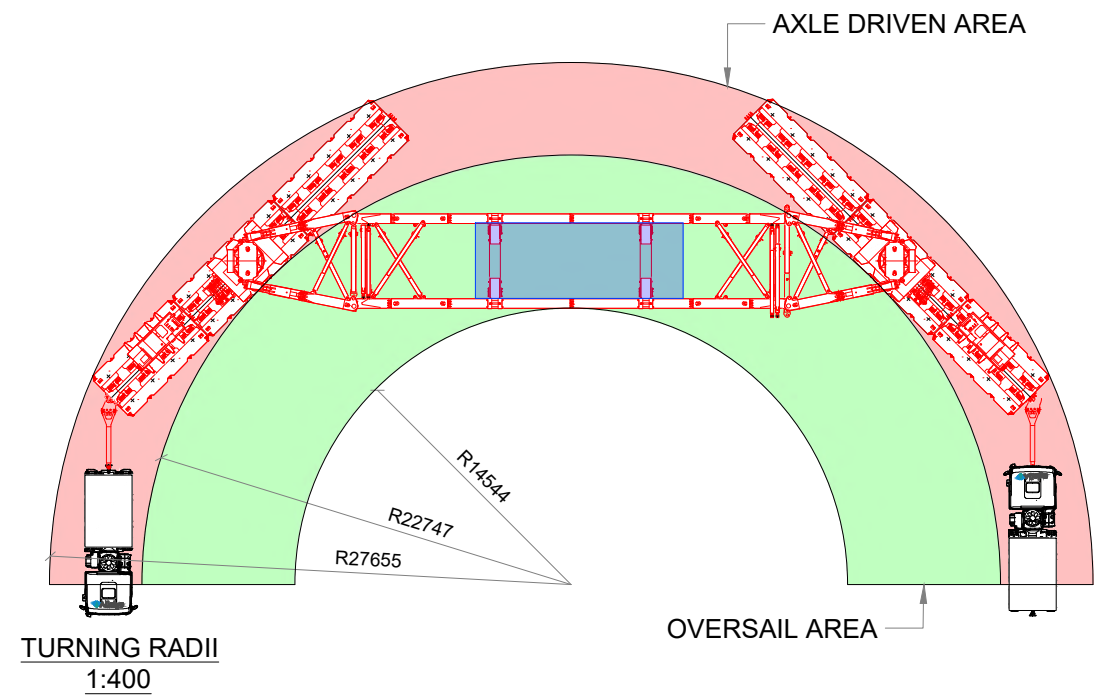 AXLE DRIVEN AREA
R14544
R22747
R27655
OVERSAIL AREA
TURNING RADII
1:400